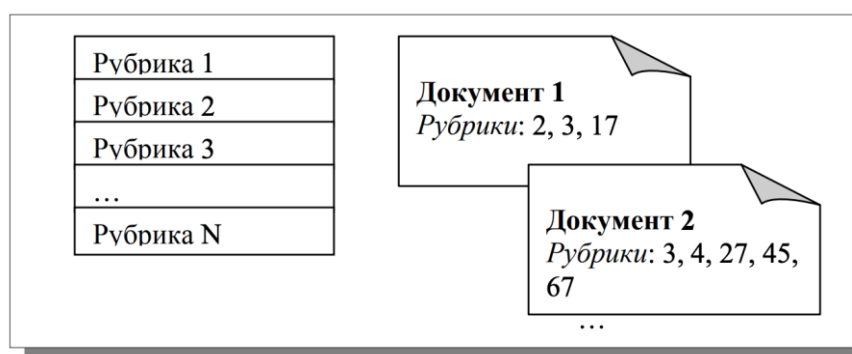 Рубрика 1
Рубрика 2
Рубрика 3
…
Рубрика N
Документ 1
Рубрики: 2, 3, 17
Документ 2
Рубрики: 3, 4, 27, 45,
67
…